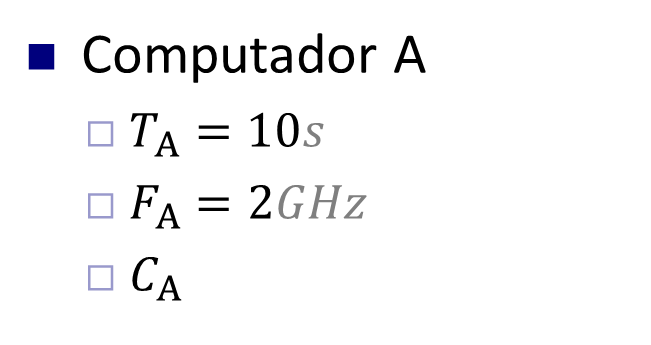 Computador A
T_A = 10s
F_A = 2GHz
C_A